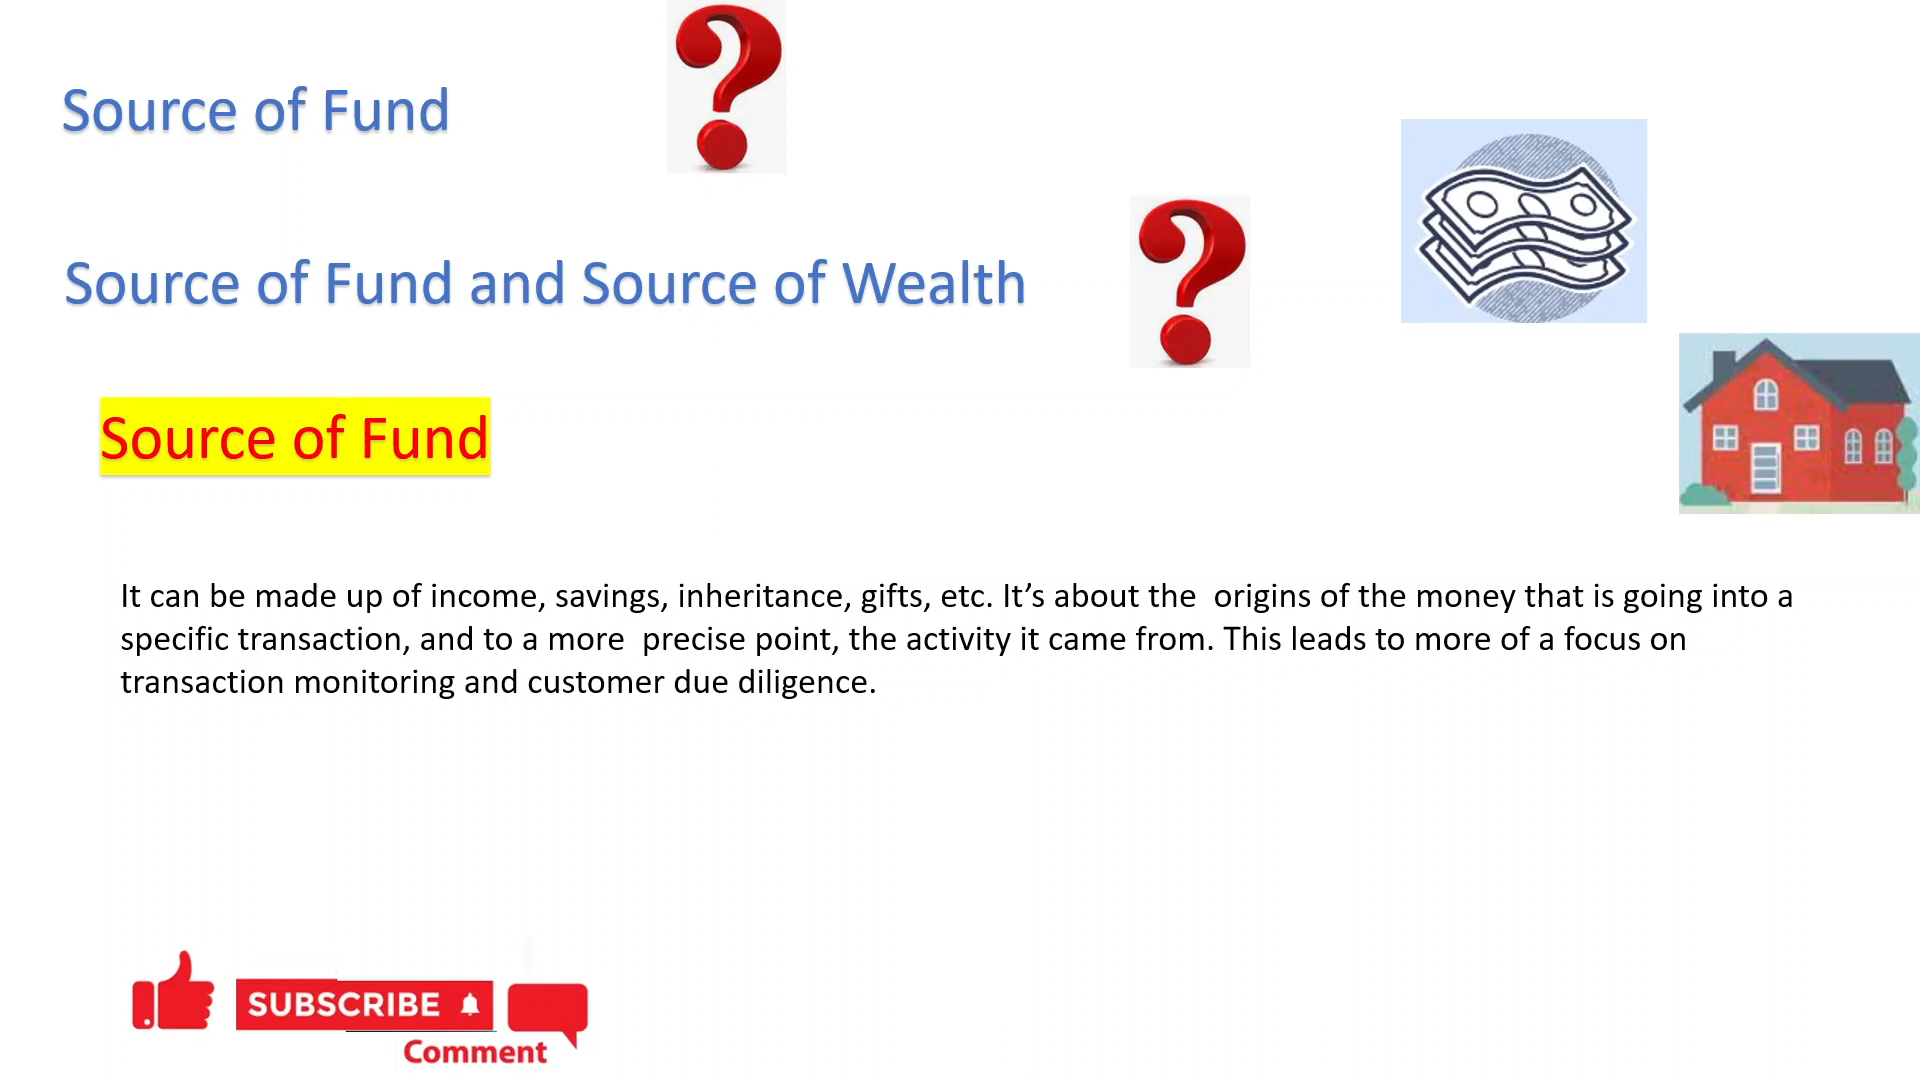 Source of Fund
Source of Fund and Source of Wealth
Source of Fund
It can be made up of income, savings, inheritance, gifts, etc. It’s about the  origins of the money that is going into a
specific transaction, and to a more  precise point, the activity it came from. This leads to more of a focus on
transaction monitoring and customer due diligence.
SUBSCRIBE
Comment